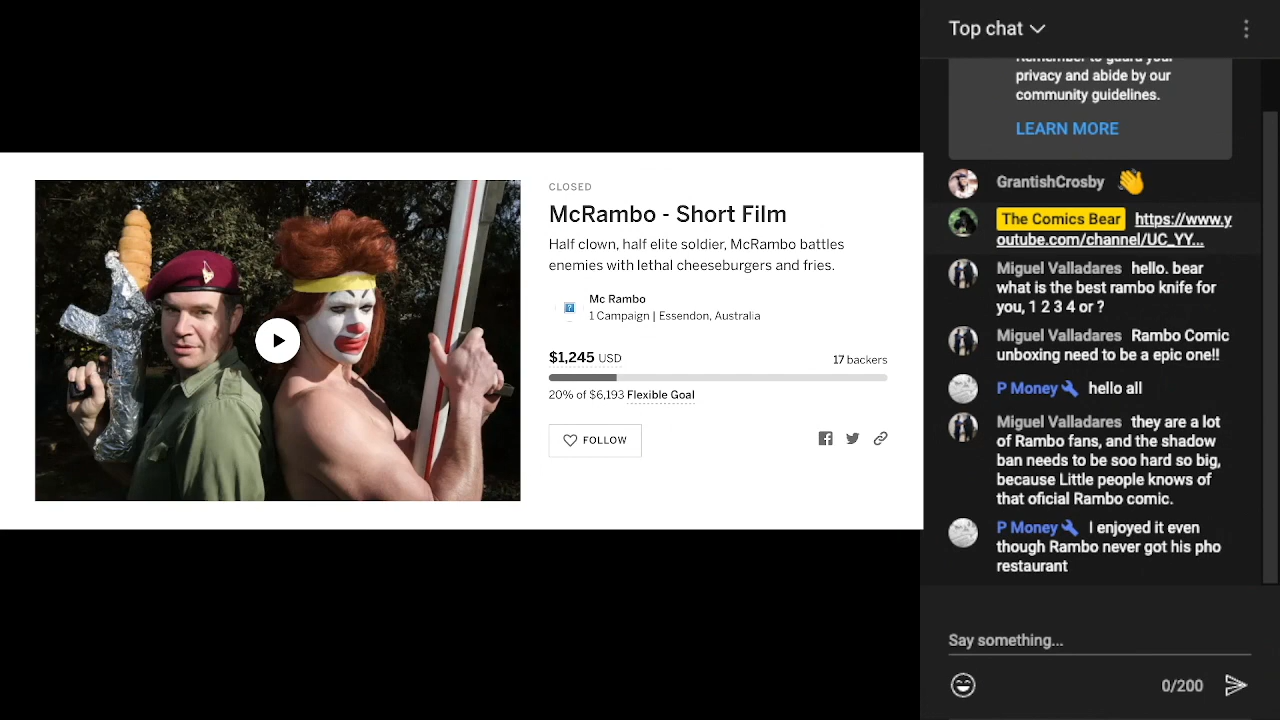 CLOSED
McRambo - Short Film
Half clown, half elite soldier, McRambo battles
enemies with lethal cheeseburgers and fries.
Mc Rambo
1 Campaign | Essendon, Australia
$1,245 USD
17 backers
20% of $6,193 Flexible Goal
FOLLOW
Top chat
Remember to guard your
privacy and abide by our
community guidelines.
LEARN MORE
GrantishCrosby
The Comics Bear https://www.y
outube.com/channel/UC_YY...
Miguel Valladares hello. bear
what is the best rambo knife for
you, 1 2 3 4 or ?
Miguel Valladares Rambo Comic
unboxing need to be a epic one!!
P Money hello all
Miguel Valladares they are a lot
of Rambo fans, and the shadow
ban needs to be soo hard so big,
because Little people knows of
that oficial Rambo comic.
P Money I enjoyed it even
though Rambo never got his pho
restaurant
Say something...
0/200